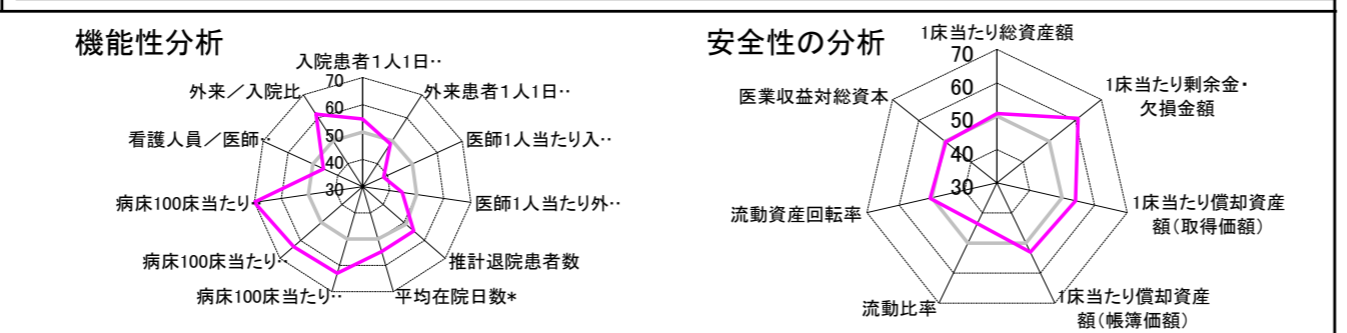 機能性分析
入院患者１人１日‥
外来患者１人１日‥
医師1人当たり入‥
医師1人当たり外‥
推計退院患者数
平均在院日数*
病床100床当たり‥
病床100床当たり‥
病床100床当たり‥
看護人員／医師‥
外来／入院比
70
60
50
40
30
安全性の分析
1床当たり総資産額
1床当たり剰余金・
欠損金額
1床当たり償却資産
額（取得価額）
1床当たり償却資産
額（帳簿価額）
流動比率
流動資産回転率
医業収益対総資本
70
60
50
40
30